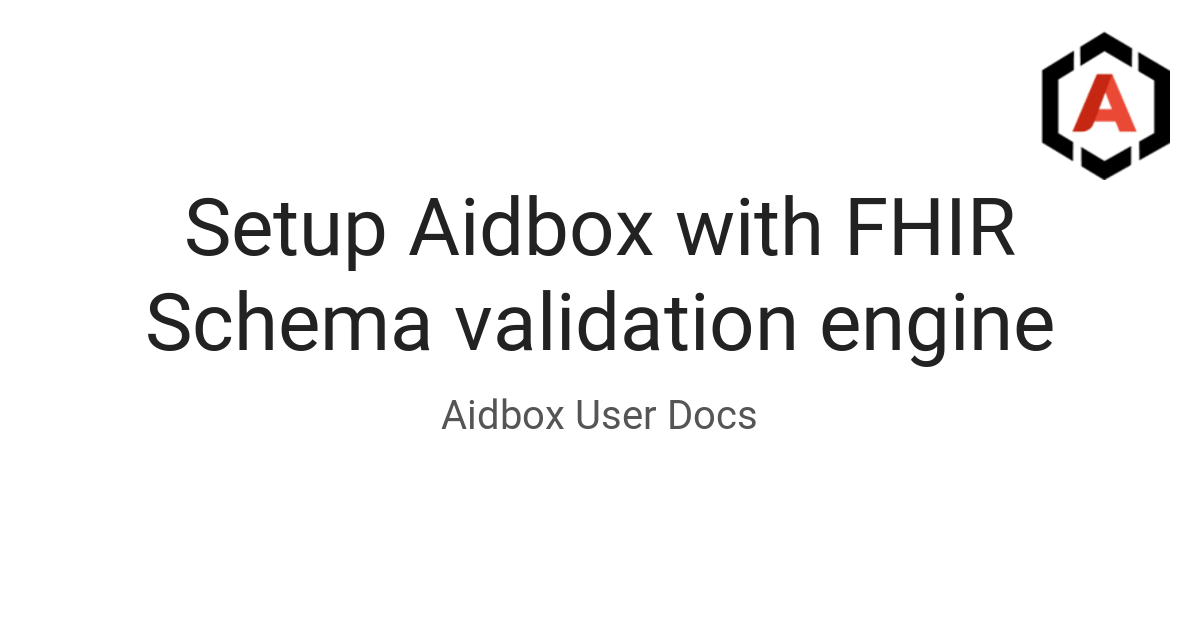 A
Setup Aidbox with FHIR
Schema validation engine
Aidbox User Docs